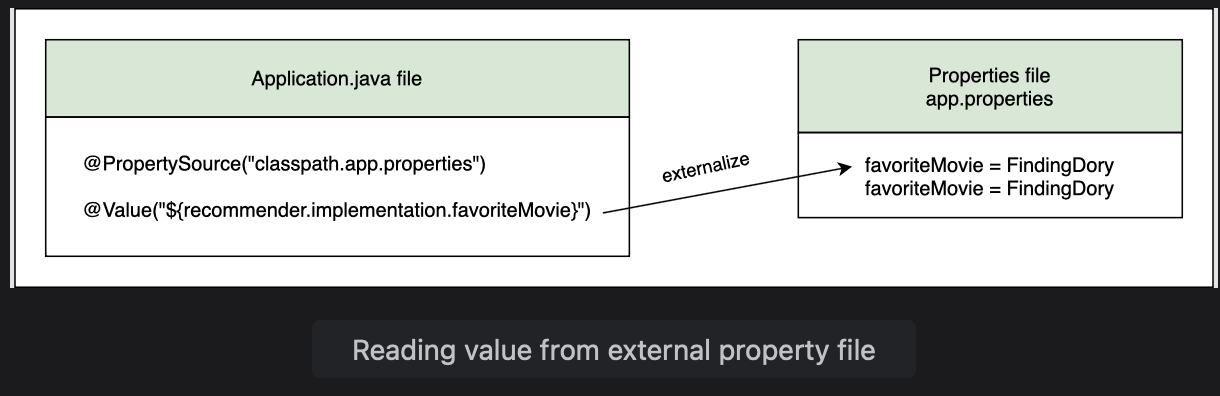 Application.java file
@PropertySource("classpath.app.properties")
@Value("${recommender.implementation.favoriteMovie}")
externalize
Properties file
app.properties
favoriteMovie = FindingDory
favoriteMovie = FindingDory
Reading value from external property file